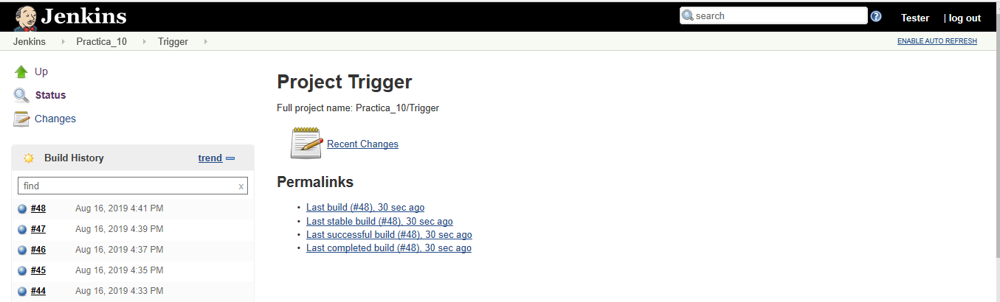 Jenkins
search
?
Tester | log out
Jenkins Practica_10 Trigger
ENABLE AUTO REFRESH
Up
Status
Changes
Build History trend
find x
#48 Aug 16, 2019 4:41 PM
#47 Aug 16, 2019 4:39 PM
#46 Aug 16, 2019 4:37 PM
#45 Aug 16, 2019 4:35 PM
#44 Aug 16, 2019 4:33 PM
Project Trigger
Full project name: Practica_10/Trigger
Recent Changes
Permalinks
• Last build (#48), 30 sec ago
• Last stable build (#48), 30 sec ago
• Last successful build (#48), 30 sec ago
• Last completed build (#48), 30 sec ago